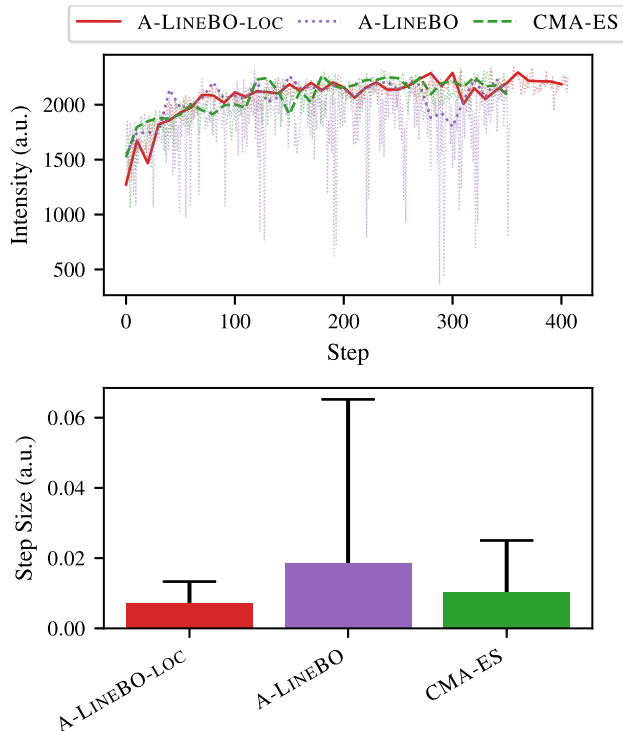 A-LINEBO-LOC A-LINEBO CMA-ES
2000
1500
1000
500
Intensity (a.u.)
0 100 200 300 400
Step
0.06
0.04
0.02
0.00
Step Size (a.u.)
A-LINEBO-LOC
A-LINEBO
CMA-ES